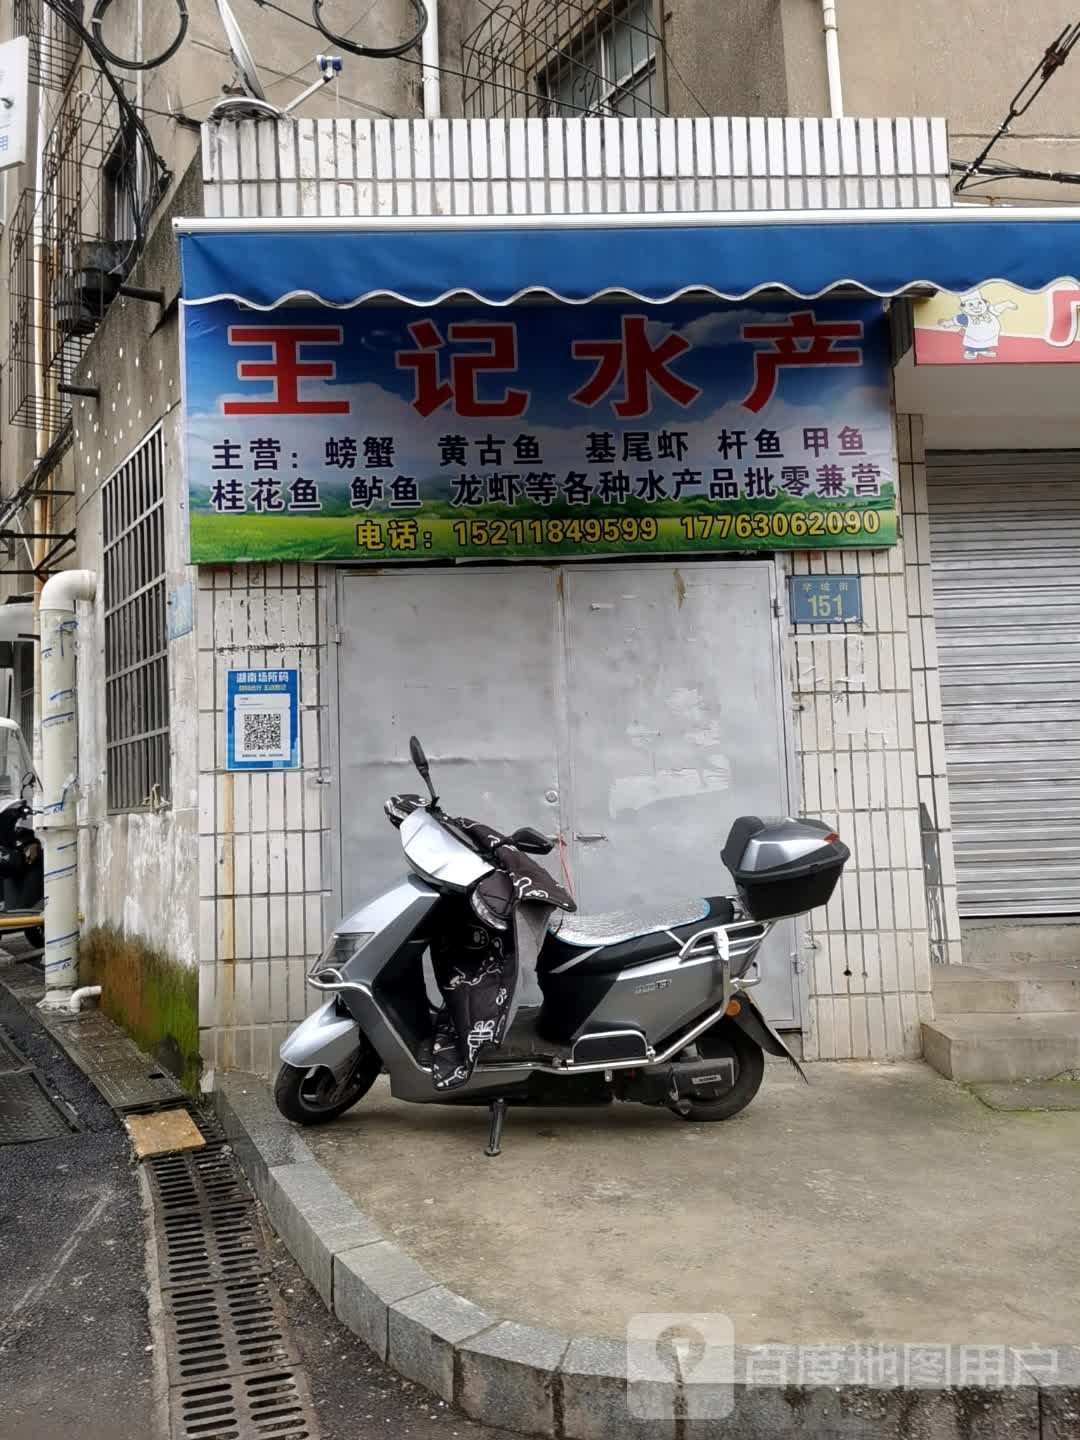 王记水产
主营：螃蟹 黄古鱼 基尾虾 杆鱼 甲鱼
桂花鱼 鲈鱼 龙虾等各种水产品批零兼营
电话：15211849599 17763062090
151
湖南场所码
百度地图用户